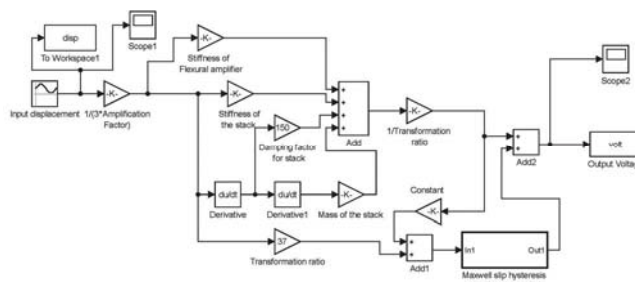 disp
To Workspace1
Scope1
-K-
Stiffness of
Flexural amplifier
Scope2
Input displacement
-K-
1/(3*Amplification
Factor)
-K-
Stiffness of
the stack
+
+
+
+
Add
-K-
1/Transformation
ratio
150
Damping factor
for stack
+
+
Add2
volt
Output Voltage
du/dt
Derivative
du/dt
Derivative1
-K-
Mass of the stack
Constant
-K-
37
Transformation ratio
+
+
Add1
In1
Out1
Maxwell slip hysteresis